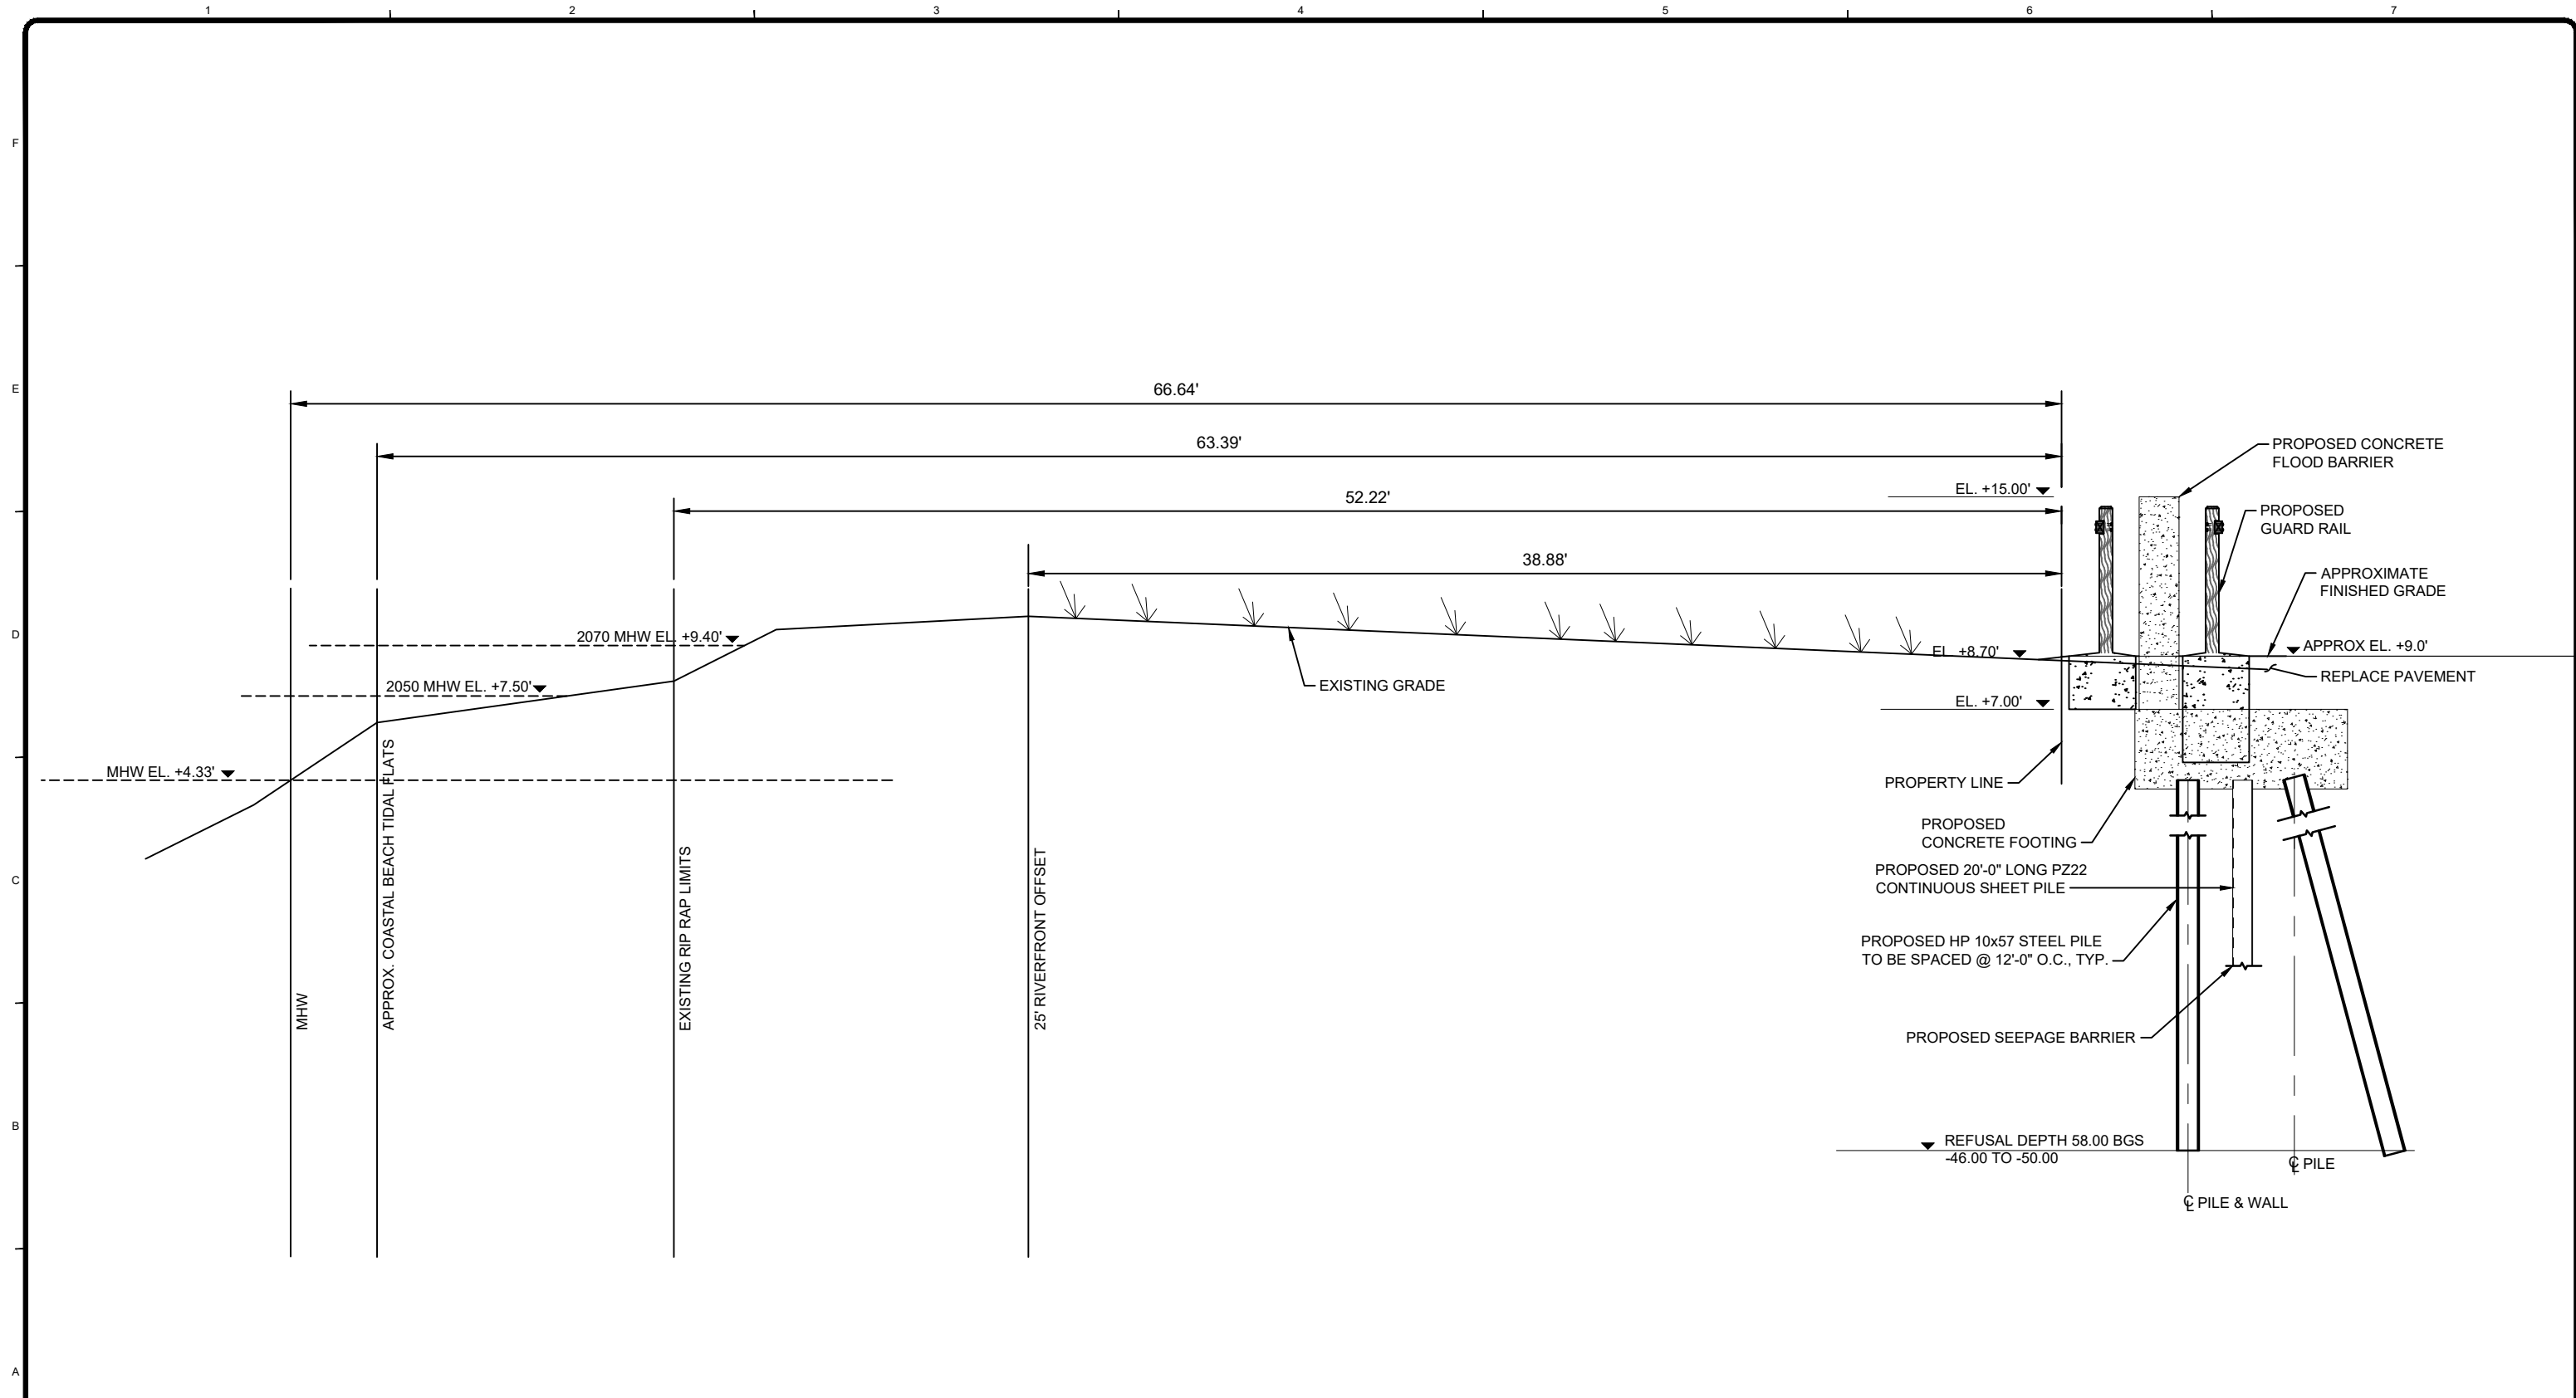 1 2 3 4 5 6 7
F
E
D
C
B
A
66.64'
63.39'
52.22'
38.88'
EL. +15.00'
PROPOSED CONCRETE
FLOOD BARRIER
PROPOSED
GUARD RAIL
APPROXIMATE
FINISHED GRADE
APPROX EL. +9.0'
REPLACE PAVEMENT
2070 MHW EL. +9.40'
2050 MHW EL. +7.50'
MHW EL. +4.33'
EXISTING GRADE
EL. +8.70'
EL. +7.00'
PROPERTY LINE
PROPOSED
CONCRETE FOOTING
PROPOSED 20'-0" LONG PZ22
CONTINUOUS SHEET PILE
PROPOSED HP 10x57 STEEL PILE
TO BE SPACED @ 12'-0" O.C., TYP.
PROPOSED SEEPAGE BARRIER
REFUSAL DEPTH 58.00 BGS
-46.00 TO -50.00
℄ PILE
℄ PILE & WALL
MHW
APPROX. COASTAL BEACH TIDAL FLATS
EXISTING RIP RAP LIMITS
25' RIVERFRONT OFFSET